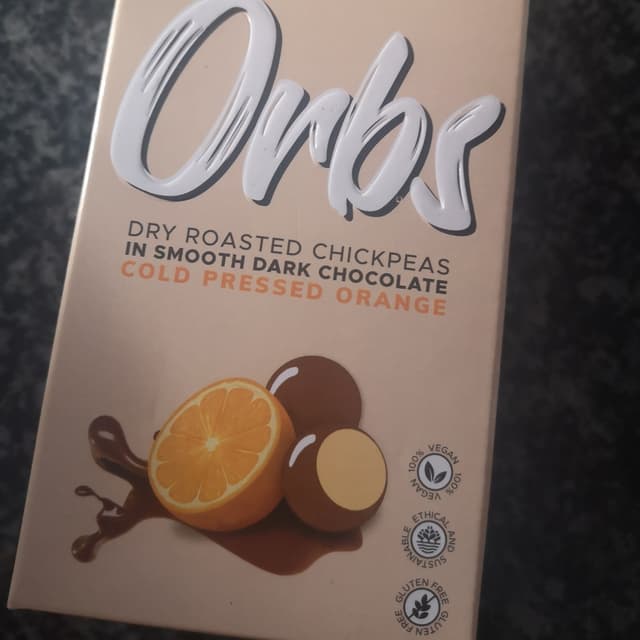 Orbs
DRY ROASTED CHICKPEAS
IN SMOOTH DARK CHOCOLATE
COLD PRESSED ORANGE
100% VEGAN 100% VEGAN
ETHICAL AND SUSTAINABLE
GLUTEN FREE GLUTEN FREE